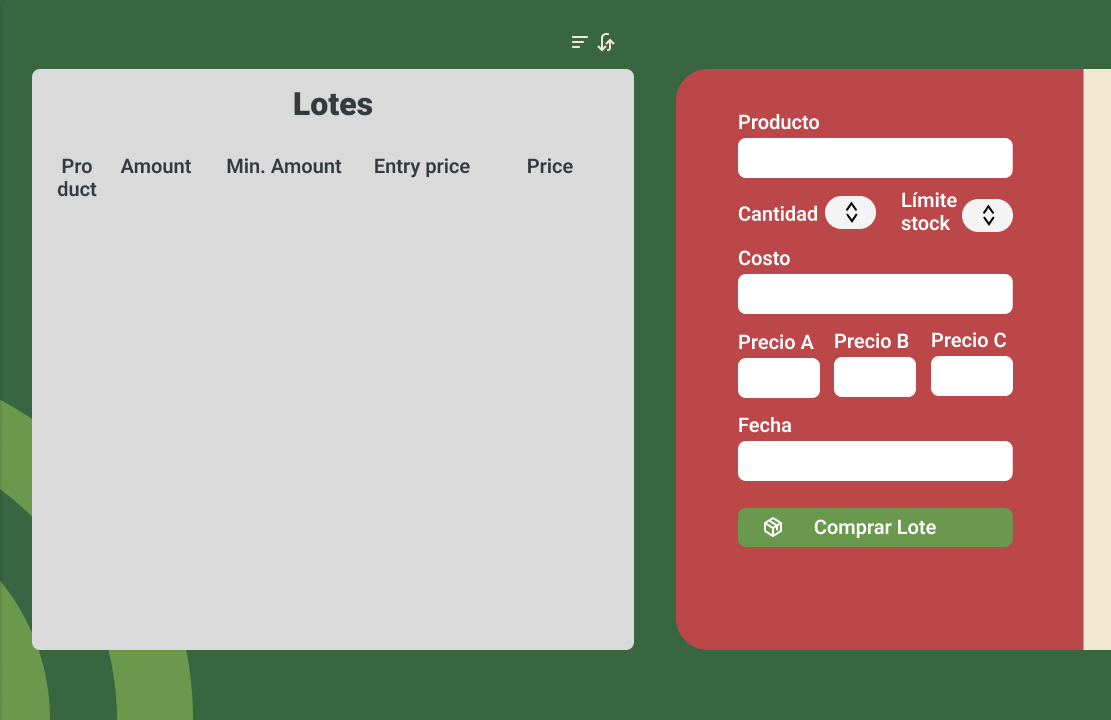 Lotes
Pro
duct
Amount
Min. Amount
Entry price
Price
Producto
Cantidad
Límite
stock
Costo
Precio A
Precio B
Precio C
Fecha
Comprar Lote